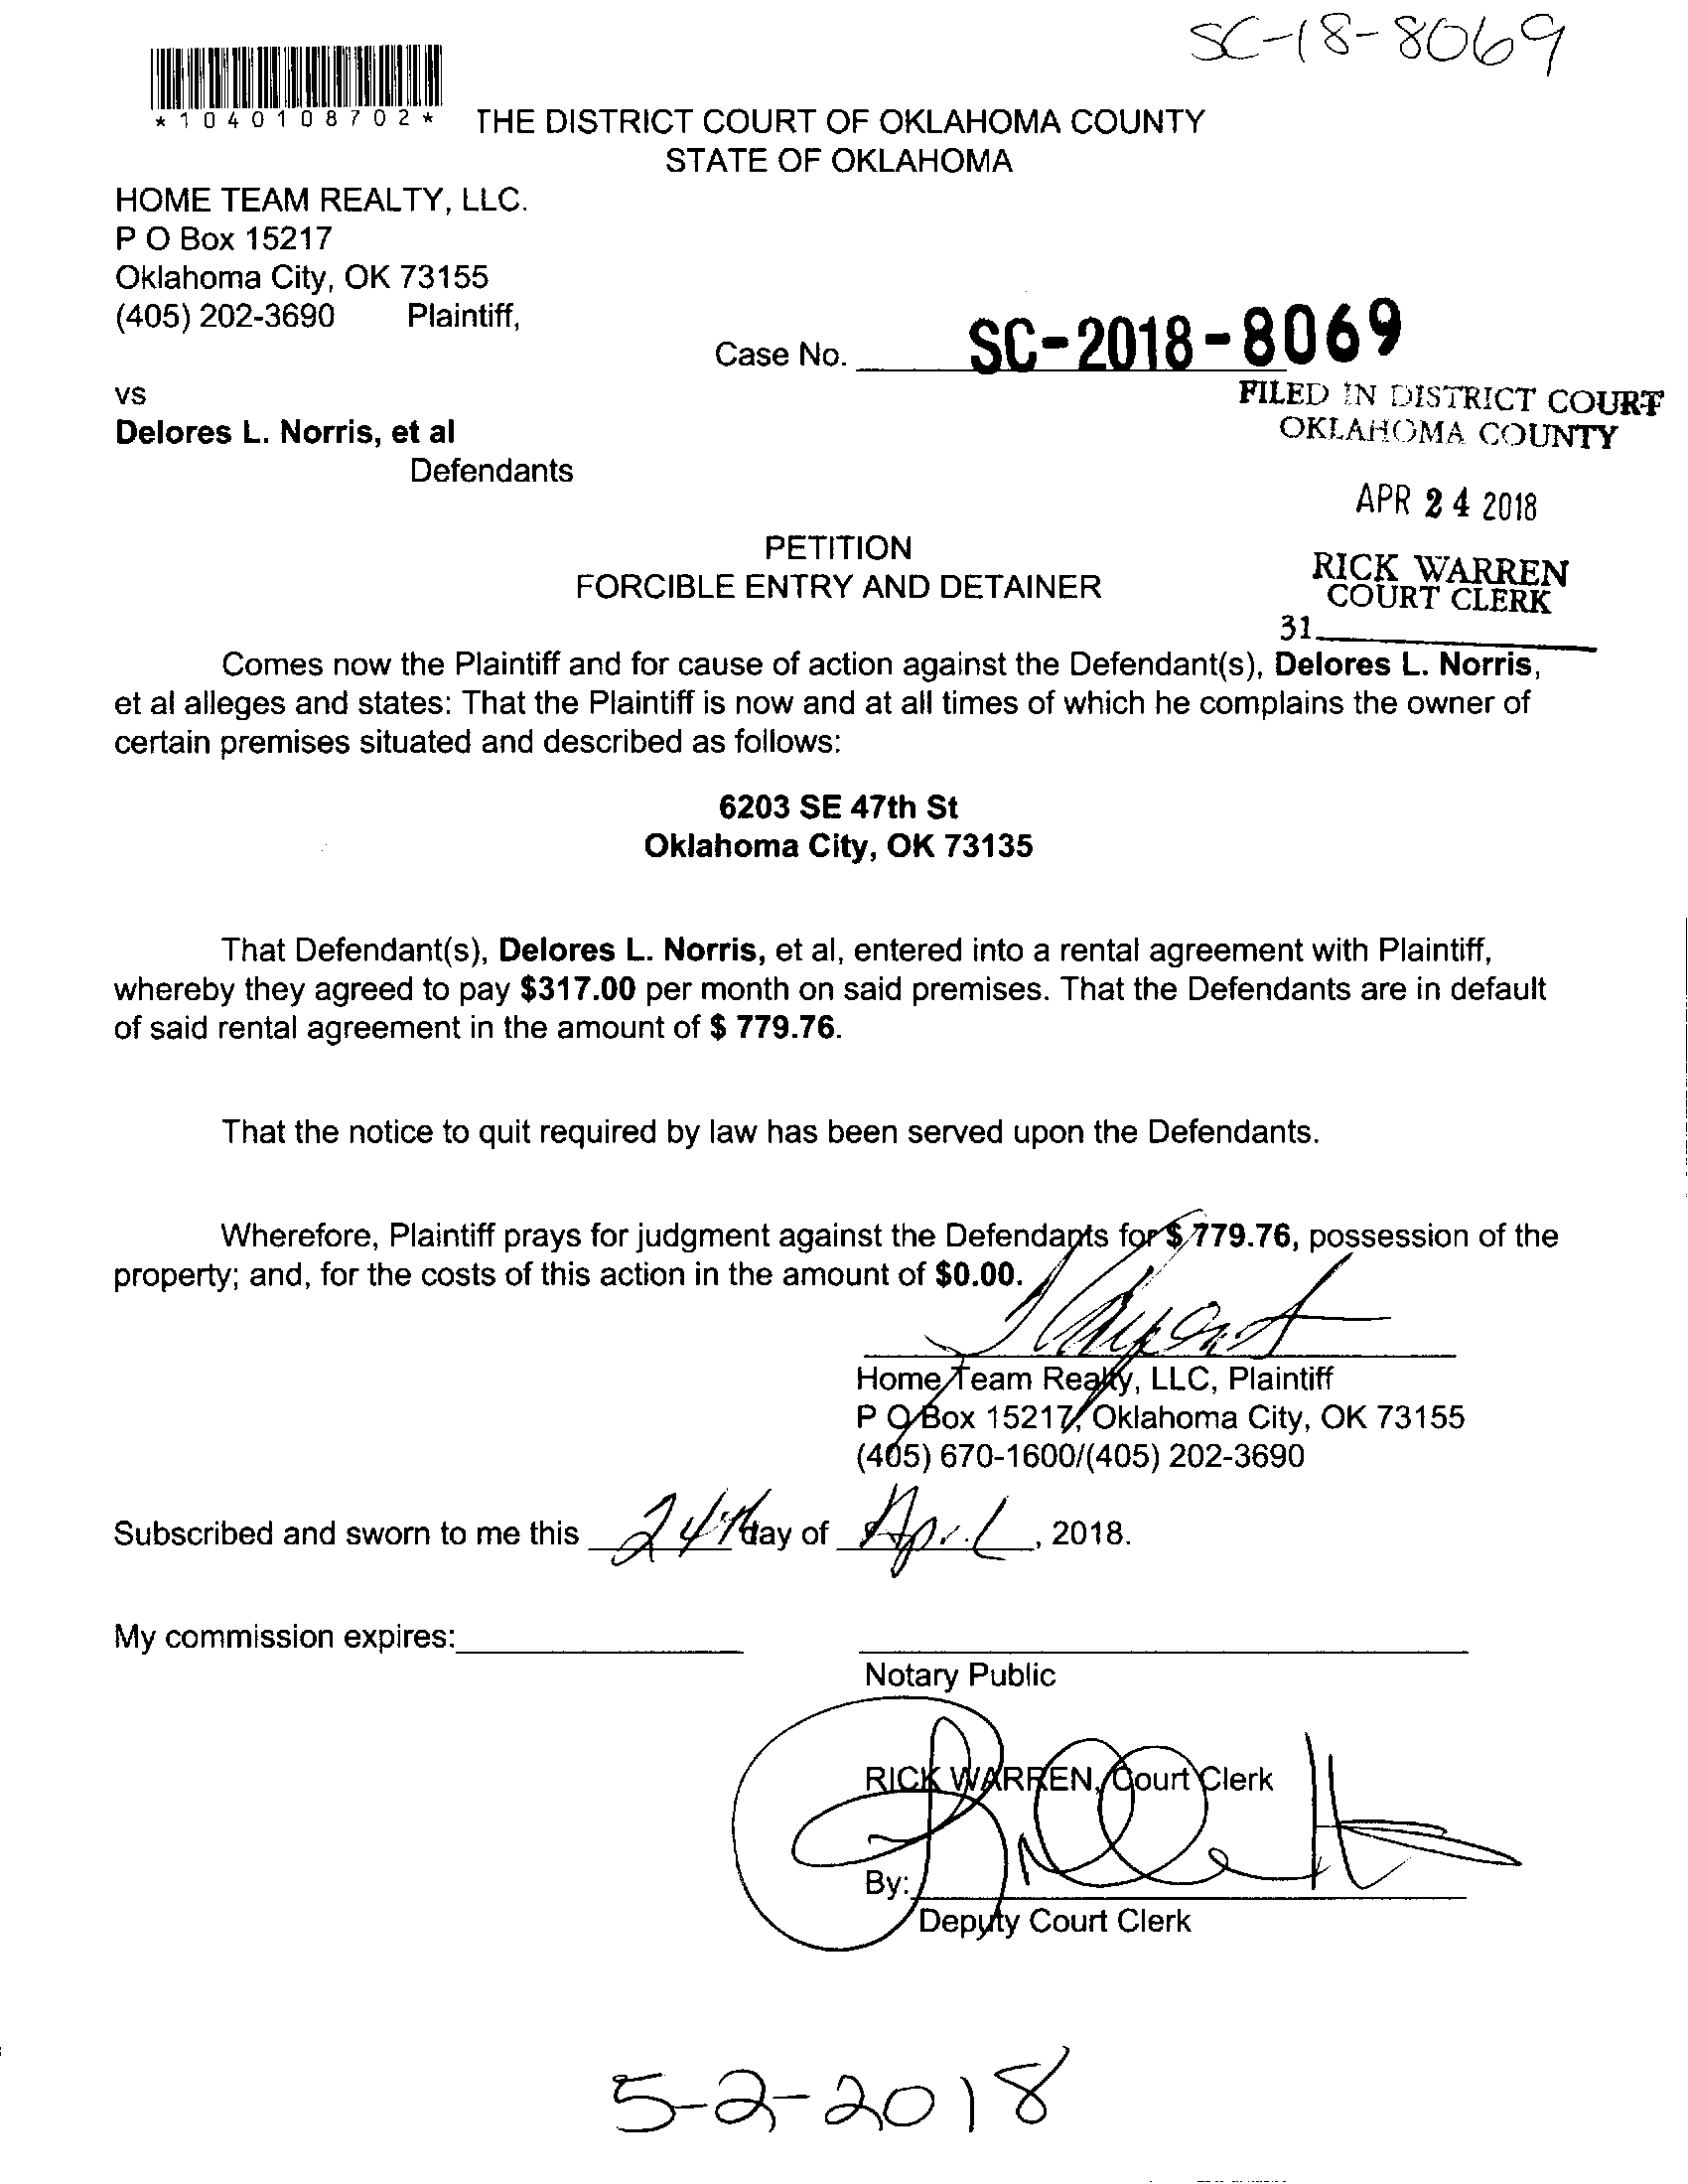 SC-18-8069
*1040108702*
THE DISTRICT COURT OF OKLAHOMA COUNTY
STATE OF OKLAHOMA
HOME TEAM REALTY, LLC.
P O Box 15217
Oklahoma City, OK 73155
(405) 202-3690 Plaintiff,
Case No. SC-2018-8069
vs
Delores L. Norris, et al
Defendants
FILED IN DISTRICT COURT
OKLAHOMA COUNTY
APR 24 2018
RICK WARREN
COURT CLERK
31
PETITION
FORCIBLE ENTRY AND DETAINER
Comes now the Plaintiff and for cause of action against the Defendant(s), Delores L. Norris,
et al alleges and states: That the Plaintiff is now and at all times of which he complains the owner of
certain premises situated and described as follows:
6203 SE 47th St
Oklahoma City, OK 73135
That Defendant(s), Delores L. Norris, et al, entered into a rental agreement with Plaintiff,
whereby they agreed to pay $317.00 per month on said premises. That the Defendants are in default
of said rental agreement in the amount of $ 779.76.
That the notice to quit required by law has been served upon the Defendants.
Wherefore, Plaintiff prays for judgment against the Defendants for $ 779.76, possession of the
property; and, for the costs of this action in the amount of $0.00.
Home Team Realty, LLC, Plaintiff
P O Box 15217, Oklahoma City, OK 73155
(405) 670-1600/(405) 202-3690
Subscribed and sworn to me this 24th day of April, 2018.
My commission expires:
Notary Public
RICK WARREN, Court Clerk
By:
Deputy Court Clerk
5-2-2018